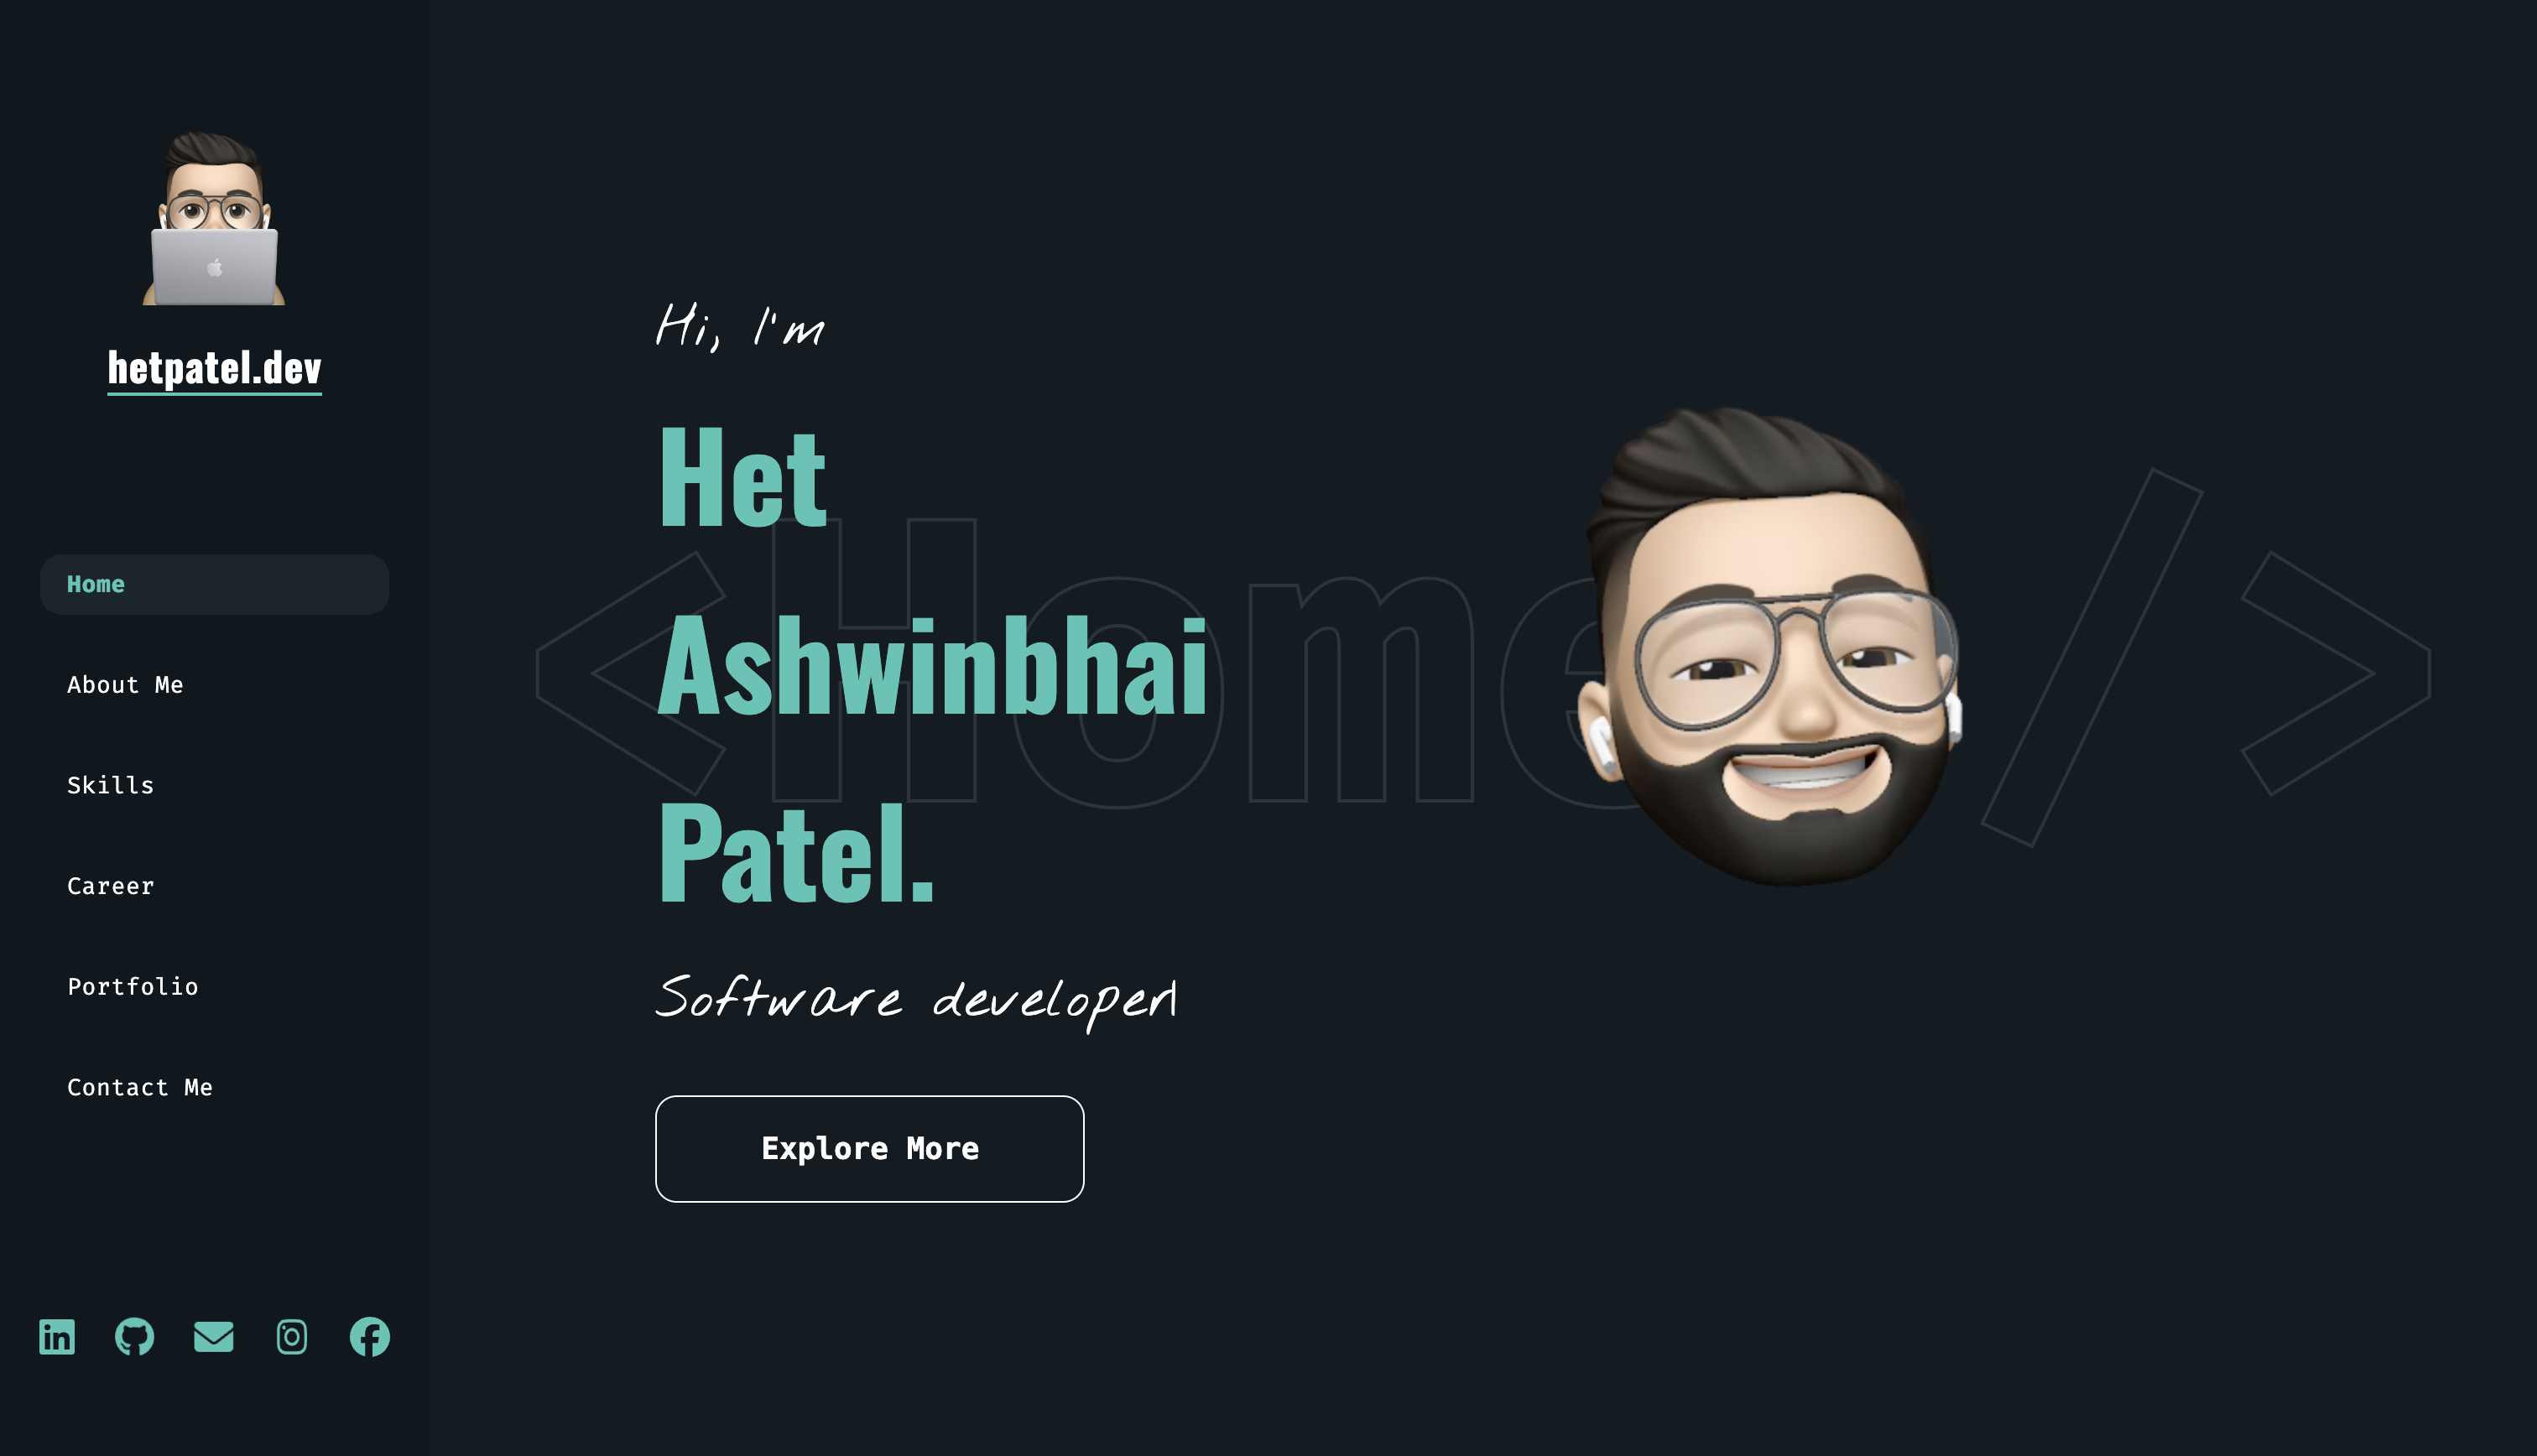 hetpatel.dev
Home
About Me
Skills
Career
Portfolio
Contact Me
Hi, I'm
Het
Ashwinbhai
Patel.
Software developer
<Home/>
Explore More